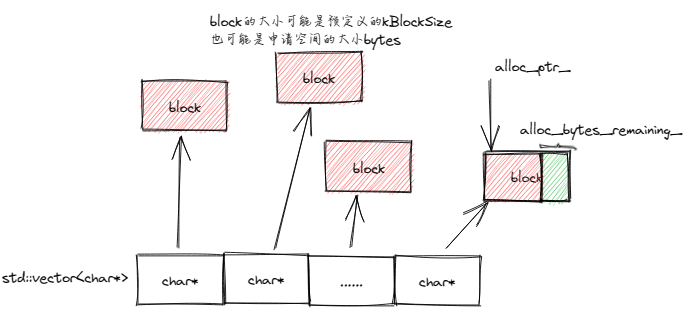 block的大小可能是预定义的kBlockSize
也可能是申请空间的大小bytes
block
block
block
alloc_ptr_
alloc_bytes_remaining_
block
std::vector<char*>
char*
char*
......
char*